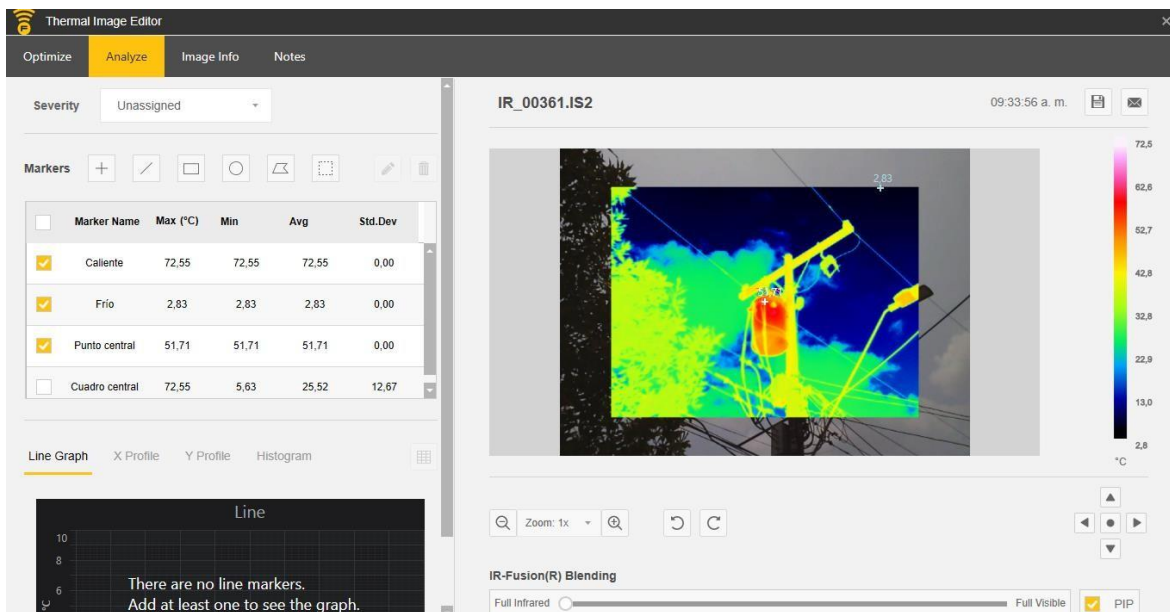 Thermal Image Editor
Optimize Analyze Image Info Notes
Severity Unassigned
Markers
Marker Name Max (°C) Min Avg Std.Dev
Caliente 72,55 72,55 72,55 0,00
Frío 2,83 2,83 2,83 0,00
Punto central 51,71 51,71 51,71 0,00
Cuadro central 72,55 5,63 25,52 12,67
Line Graph X Profile Y Profile Histogram
Line
10
8
6
°C
There are no line markers.
Add at least one to see the graph.
IR_00361.IS2 09:33:56 a. m.
2,83
51,71
72,5
62,6
52,7
42,8
32,8
22,9
13,0
2,8
°C
Zoom: 1x
IR-Fusion(R) Blending
Full Infrared Full Visible PIP